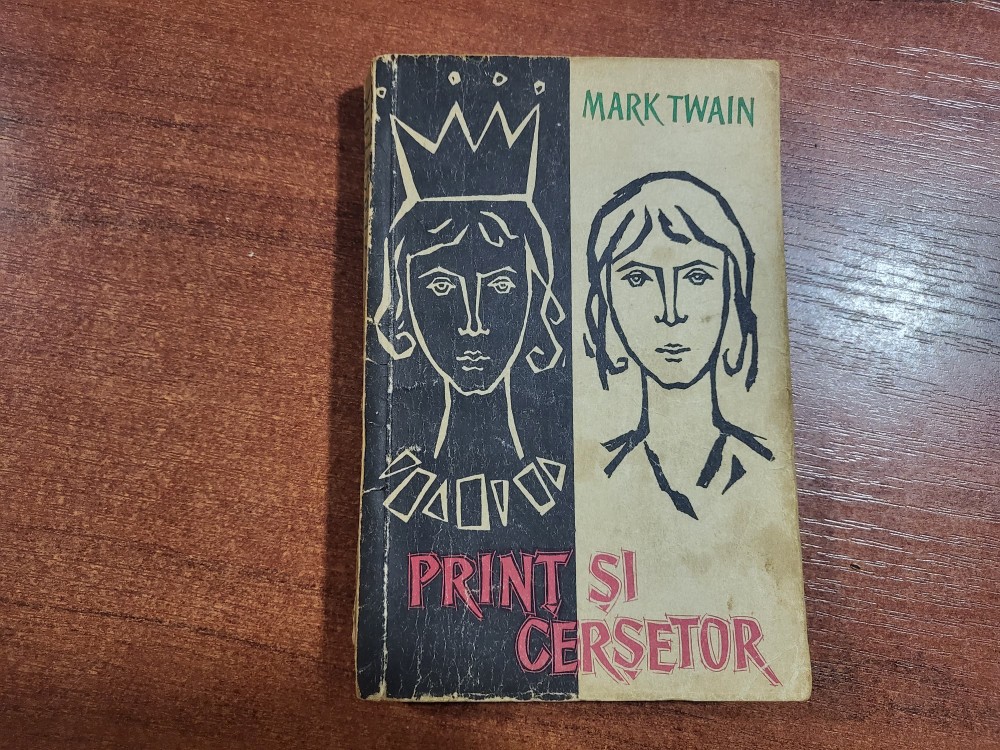 MARK TWAIN
PRINȚ ȘI
CERȘETOR